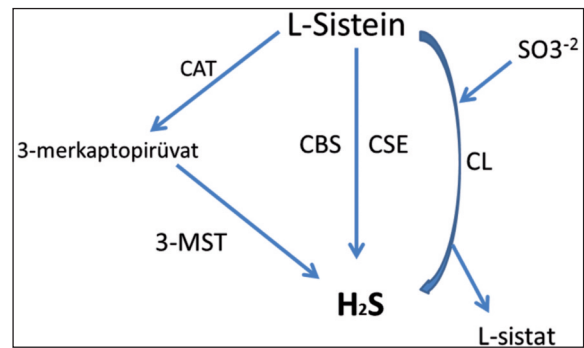 L-Sistein
SO3⁻²
CAT
3-merkaptopirüvat
CBS
CSE
CL
3-MST
H₂S
L-sistat